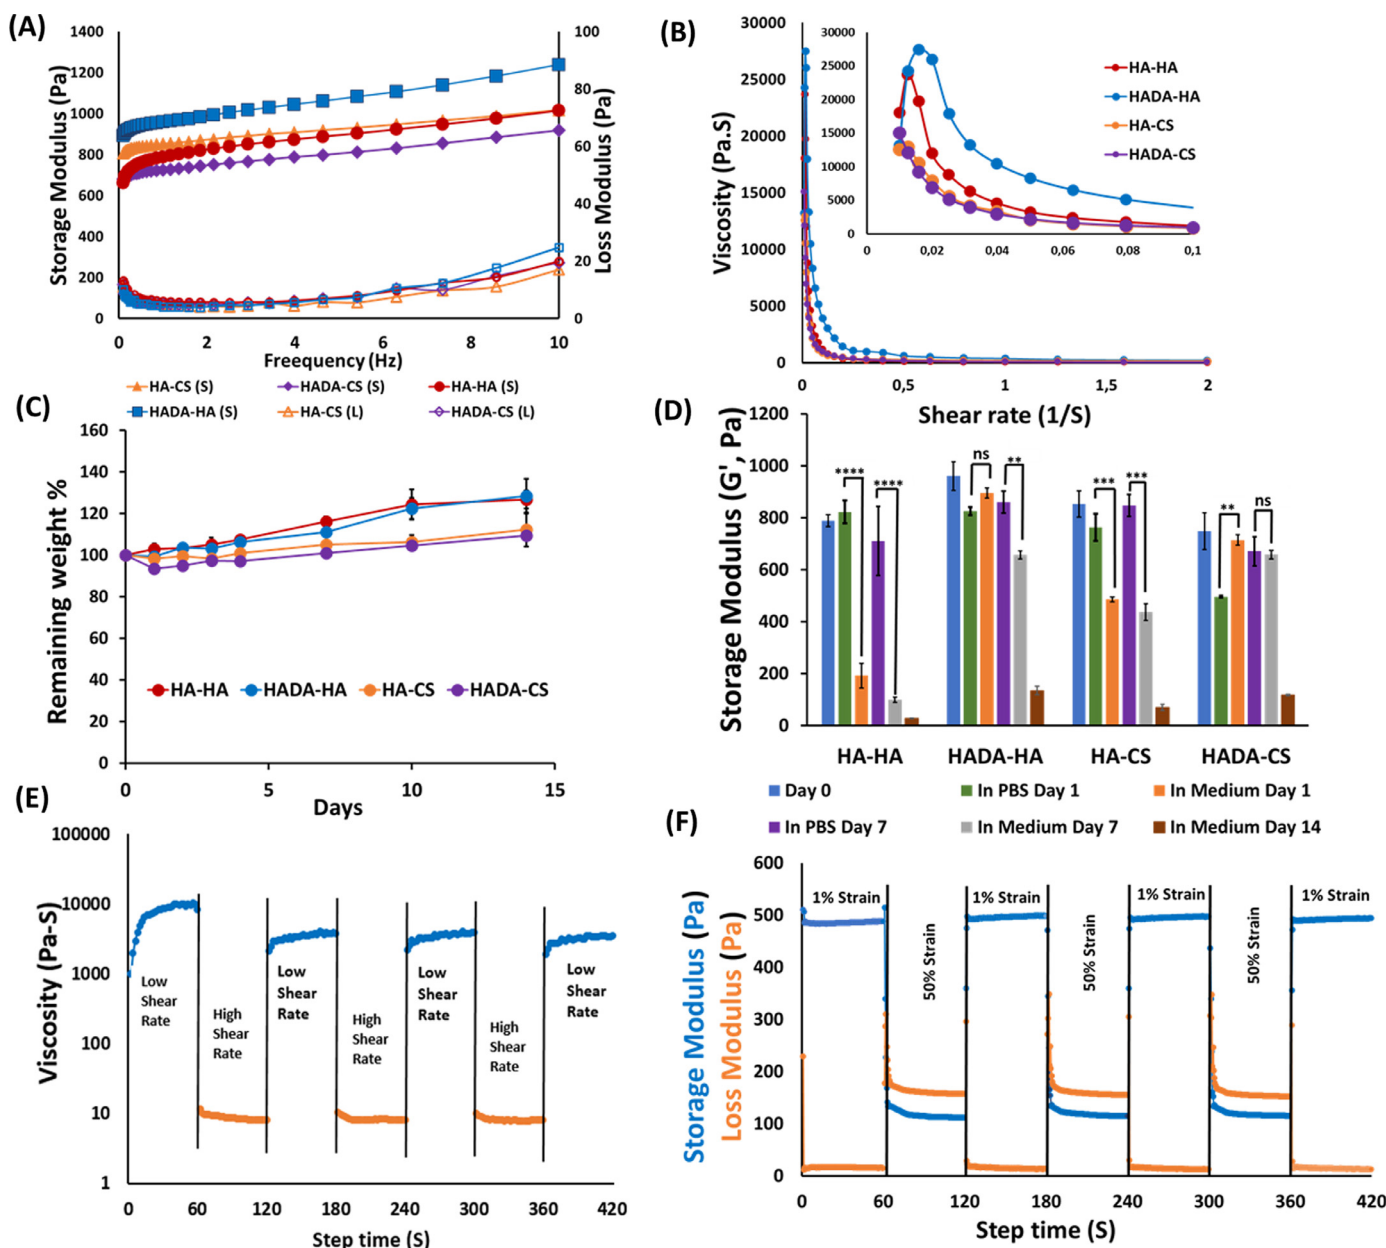 (A)
Storage Modulus (Pa)
1400
1200
1000
800
600
400
200
0
100
80
60
40
20
0
Loss Modulus (Pa)
0 2 4 6 8 10
Freequency (Hz)
HA-CS (S) HADA-CS (S) HA-HA (S)
HADA-HA (S) HA-CS (L) HADA-CS (L)
(B)
Viscosity (Pa.S)
30000
25000
20000
15000
10000
5000
0
30000
25000
20000
15000
10000
5000
0
0 0,02 0,04 0,06 0,08 0,1
HA-HA
HADA-HA
HA-CS
HADA-CS
0 0,5 1 1,5 2
Shear rate (1/S)
(C)
Remaining weight %
160
140
120
100
80
60
40
20
0
HA-HA HADA-HA HA-CS HADA-CS
0 5 10 15
Days
(D)
Storage Modulus (G', Pa)
1200
1000
800
600
400
200
0
**** **** ns ** *** *** ** ns
HA-HA HADA-HA HA-CS HADA-CS
Day 0 In PBS Day 1 In Medium Day 1
In PBS Day 7 In Medium Day 7 In Medium Day 14
(E)
Viscosity (Pa-S)
100000
10000
1000
100
10
1
Low
Shear
Rate
High
Shear
Rate
Low
Shear
Rate
High
Shear
Rate
Low
Shear
Rate
High
Shear
Rate
Low
Shear
Rate
0 60 120 180 240 300 360 420
Step time (S)
(F)
Storage Modulus (Pa)
Loss Modulus (Pa)
600
500
400
300
200
100
0
1% Strain
50% Strain
1% Strain
50% Strain
1% Strain
50% Strain
1% Strain
0 60 120 180 240 300 360 420
Step time (S)